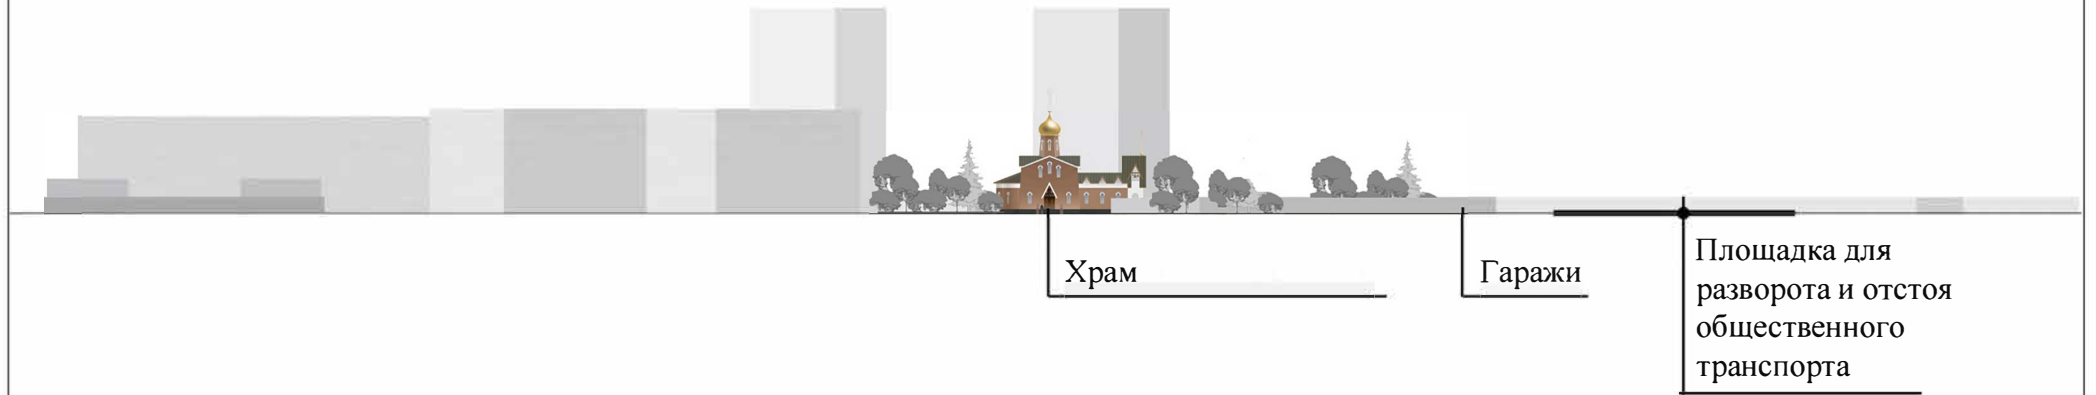 Храм
Гаражи
Площадка для
разворота и отстоя
общественного
транспорта